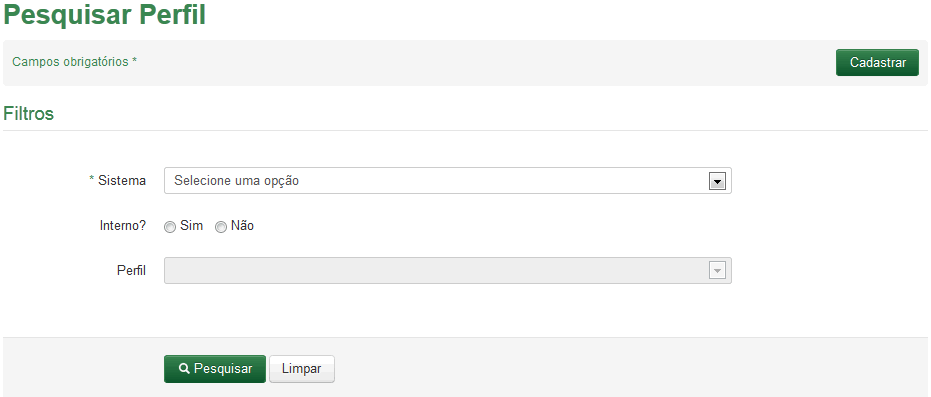 Pesquisar Perfil
Campos obrigatórios * Cadastrar
Filtros
* Sistema Selecione uma opção
Interno? Sim Não
Perfil
Pesquisar Limpar